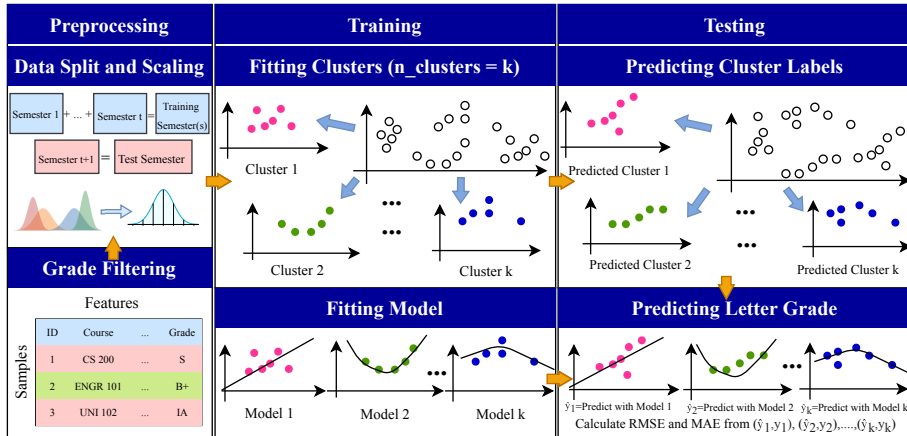 Preprocessing
Data Split and Scaling
Semester 1 + ... + Semester t = Training Semester(s)
Semester t+1 = Test Semester
Grade Filtering
Features
Samples
ID Course ... Grade
1 CS 200 ... S
2 ENGR 101 ... B+
3 UNI 102 ... IA
Training
Fitting Clusters (n_clusters = k)
Cluster 1
Cluster 2
•••
•••
Cluster k
Fitting Model
Model 1
Model 2
•••
Model k
Testing
Predicting Cluster Labels
Predicted Cluster 1
Predicted Cluster 2
•••
•••
Predicted Cluster k
Predicting Letter Grade
•••
ŷ₁=Predict with Model 1
ŷ₂=Predict with Model 2
ŷₖ=Predict with Model k
Calculate RMSE and MAE from (ŷ₁,y₁), (ŷ₂,y₂),....,(ŷₖ,yₖ)